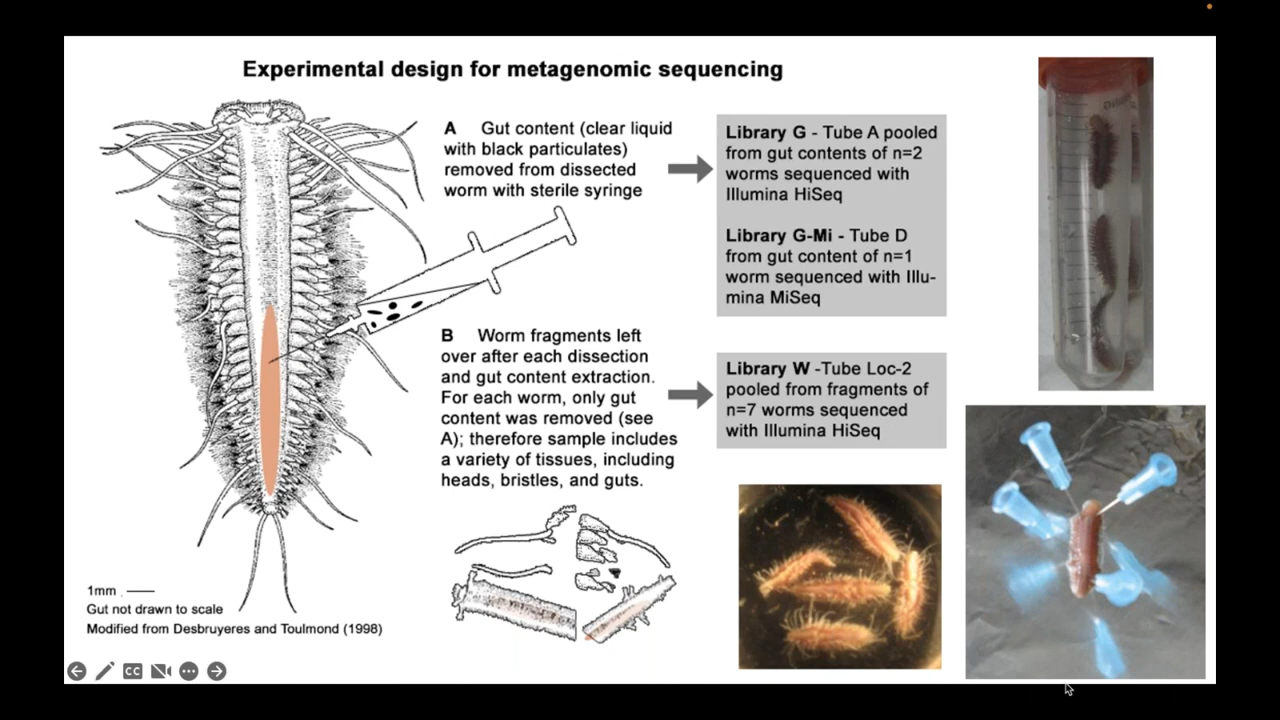 Experimental design for metagenomic sequencing
A Gut content (clear liquid
with black particulates)
removed from dissected
worm with sterile syringe
Library G - Tube A pooled
from gut contents of n=2
worms sequenced with
Illumina HiSeq
Library G-Mi - Tube D
from gut content of n=1
worm sequenced with Illu-
mina MiSeq
B Worm fragments left
over after each dissection
and gut content extraction.
For each worm, only gut
content was removed (see
A); therefore sample includes
a variety of tissues, including
heads, bristles, and guts.
Library W -Tube Loc-2
pooled from fragments of
n=7 worms sequenced
with Illumina HiSeq
1mm
Gut not drawn to scale
Modified from Desbruyeres and Toulmond (1998)
CC